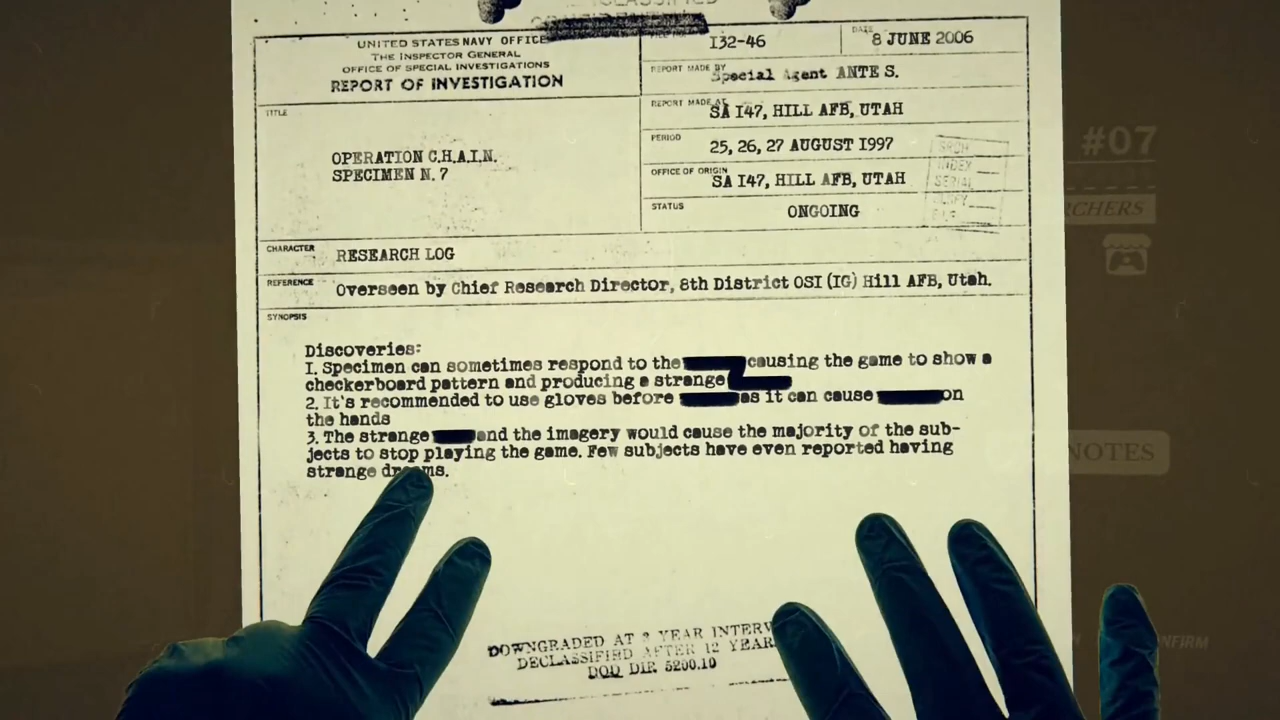 UNITED STATES NAVY OFFICE
THE INSPECTOR GENERAL
OFFICE OF SPECIAL INVESTIGATIONS
REPORT OF INVESTIGATION
I32-46
DATE
8 JUNE 2006
REPORT MADE BY
Special Agent ANTE S.
REPORT MADE AT
SA I47, HILL AFB, UTAH
PERIOD
25, 26, 27 AUGUST I997
OFFICE OF ORIGIN
SA I47, HILL AFB, UTAH
STATUS
ONGOING
INDEX
SERIAL
TITLE
OPERATION C.H.A.I.N.
SPECIMEN N. 7
CHARACTER
RESEARCH LOG
REFERENCE
Overseen by Chief Research Director, 8th District OSI (IG) Hill AFB, Utah.
SYNOPSIS
Discoveries:
I. Specimen can sometimes respond to the causing the game to show a
checkerboard pattern and producing a strange
2. It's recommended to use gloves before as it can cause on
the hands
3. The strange and the imagery would cause the majority of the sub-
jects to stop playing the game. Few subjects have even reported having
strange dreams.
DOWNGRADED AT 3 YEAR INTERV
DECLASSIFIED AFTER 12 YEAR
DOD DIR 5200.10
#07
RCHERS
NOTES
NFIRM